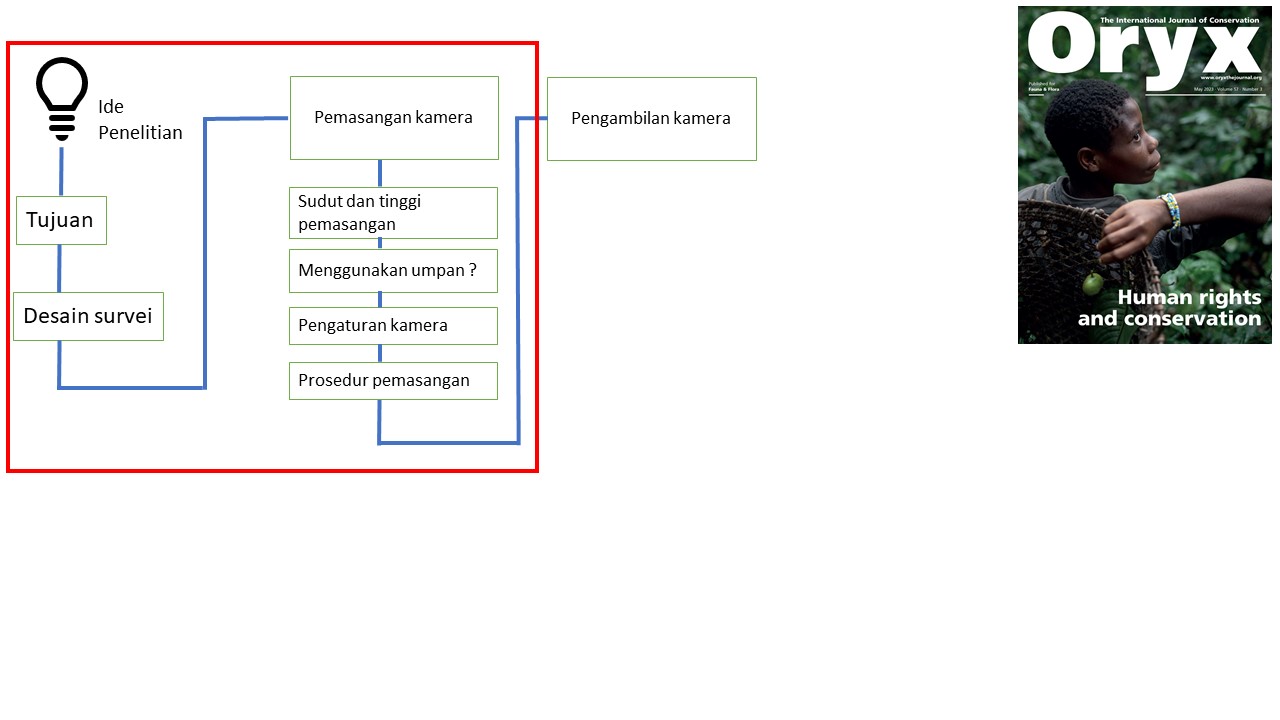 Ide
Penelitian
Tujuan
Desain survei
Pemasangan kamera
Sudut dan tinggi
pemasangan
Menggunakan umpan ?
Pengaturan kamera
Prosedur pemasangan
Pengambilan kamera
The International Journal of Conservation
Oryx
www.oryxthejournal.org
Published for
Fauna & Flora
May 2023 Volume 57 Number 3
Human rights
and conservation